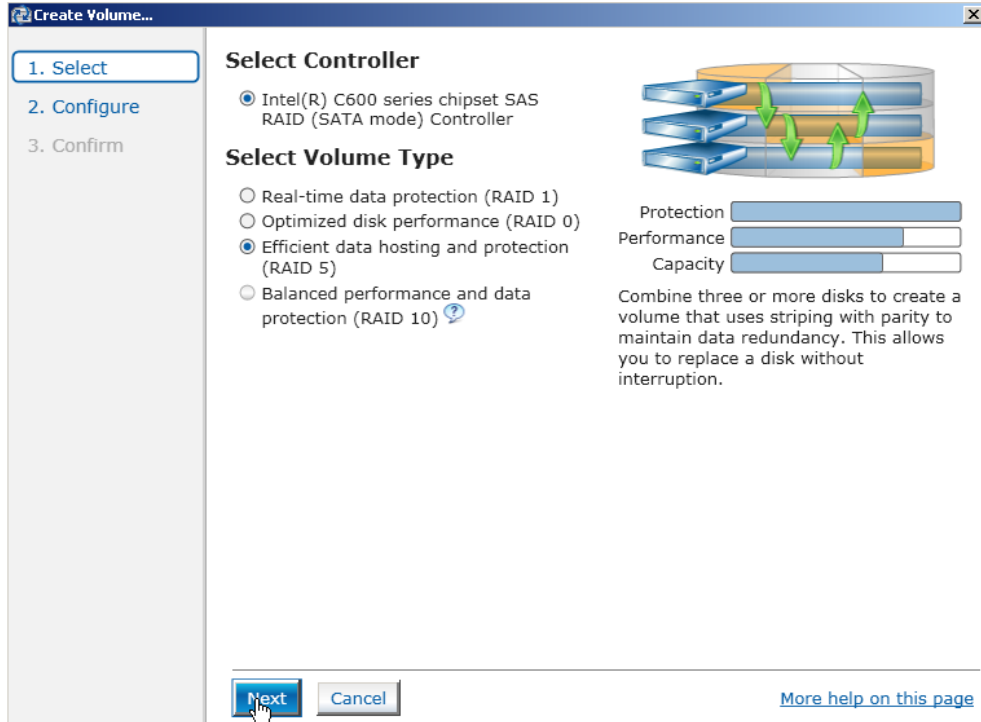 Create Volume...
1. Select
2. Configure
3. Confirm
Select Controller
Intel(R) C600 series chipset SAS
RAID (SATA mode) Controller
Select Volume Type
Real-time data protection (RAID 1)
Optimized disk performance (RAID 0)
Efficient data hosting and protection
(RAID 5)
Balanced performance and data
protection (RAID 10) ?
Protection
Performance
Capacity
Combine three or more disks to create a
volume that uses striping with parity to
maintain data redundancy. This allows
you to replace a disk without
interruption.
Next
Cancel
More help on this page